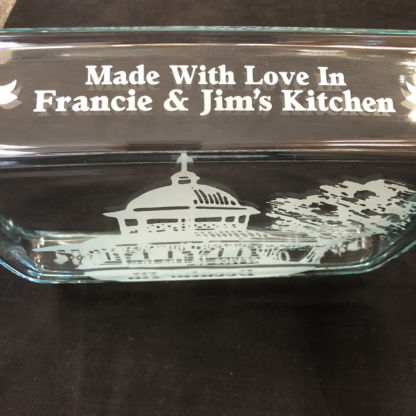 Made With Love In
Francie & Jim's Kitchen